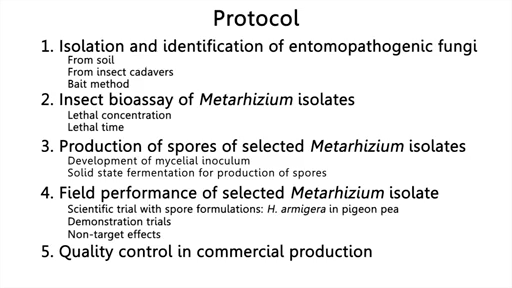 Protocol
1. Isolation and identification of entomopathogenic fungi
From soil
From insect cadavers
Bait method
2. Insect bioassay of Metarhizium isolates
Lethal concentration
Lethal time
3. Production of spores of selected Metarhizium isolates
Development of mycelial inoculum
Solid state fermentation for production of spores
4. Field performance of selected Metarhizium isolate
Scientific trial with spore formulations: H. armigera in pigeon pea
Demonstration trials
Non-target effects
5. Quality control in commercial production